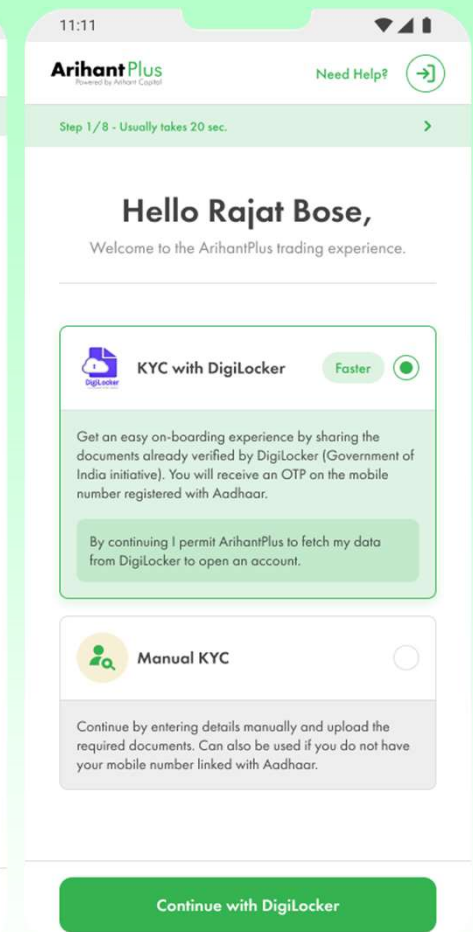 11:11
ArihantPlus
Powered by Arihant Capital
Need Help?
Step 1/8 - Usually takes 20 sec.
Hello Rajat Bose,
Welcome to the ArihantPlus trading experience.
DigiLocker
KYC with DigiLocker
Faster
Get an easy on-boarding experience by sharing the
documents already verified by DigiLocker (Government of
India initiative). You will receive an OTP on the mobile
number registered with Aadhaar.
By continuing I permit ArihantPlus to fetch my data
from DigiLocker to open an account.
Manual KYC
Continue by entering details manually and upload the
required documents. Can also be used if you do not have
your mobile number linked with Aadhaar.
Continue with DigiLocker